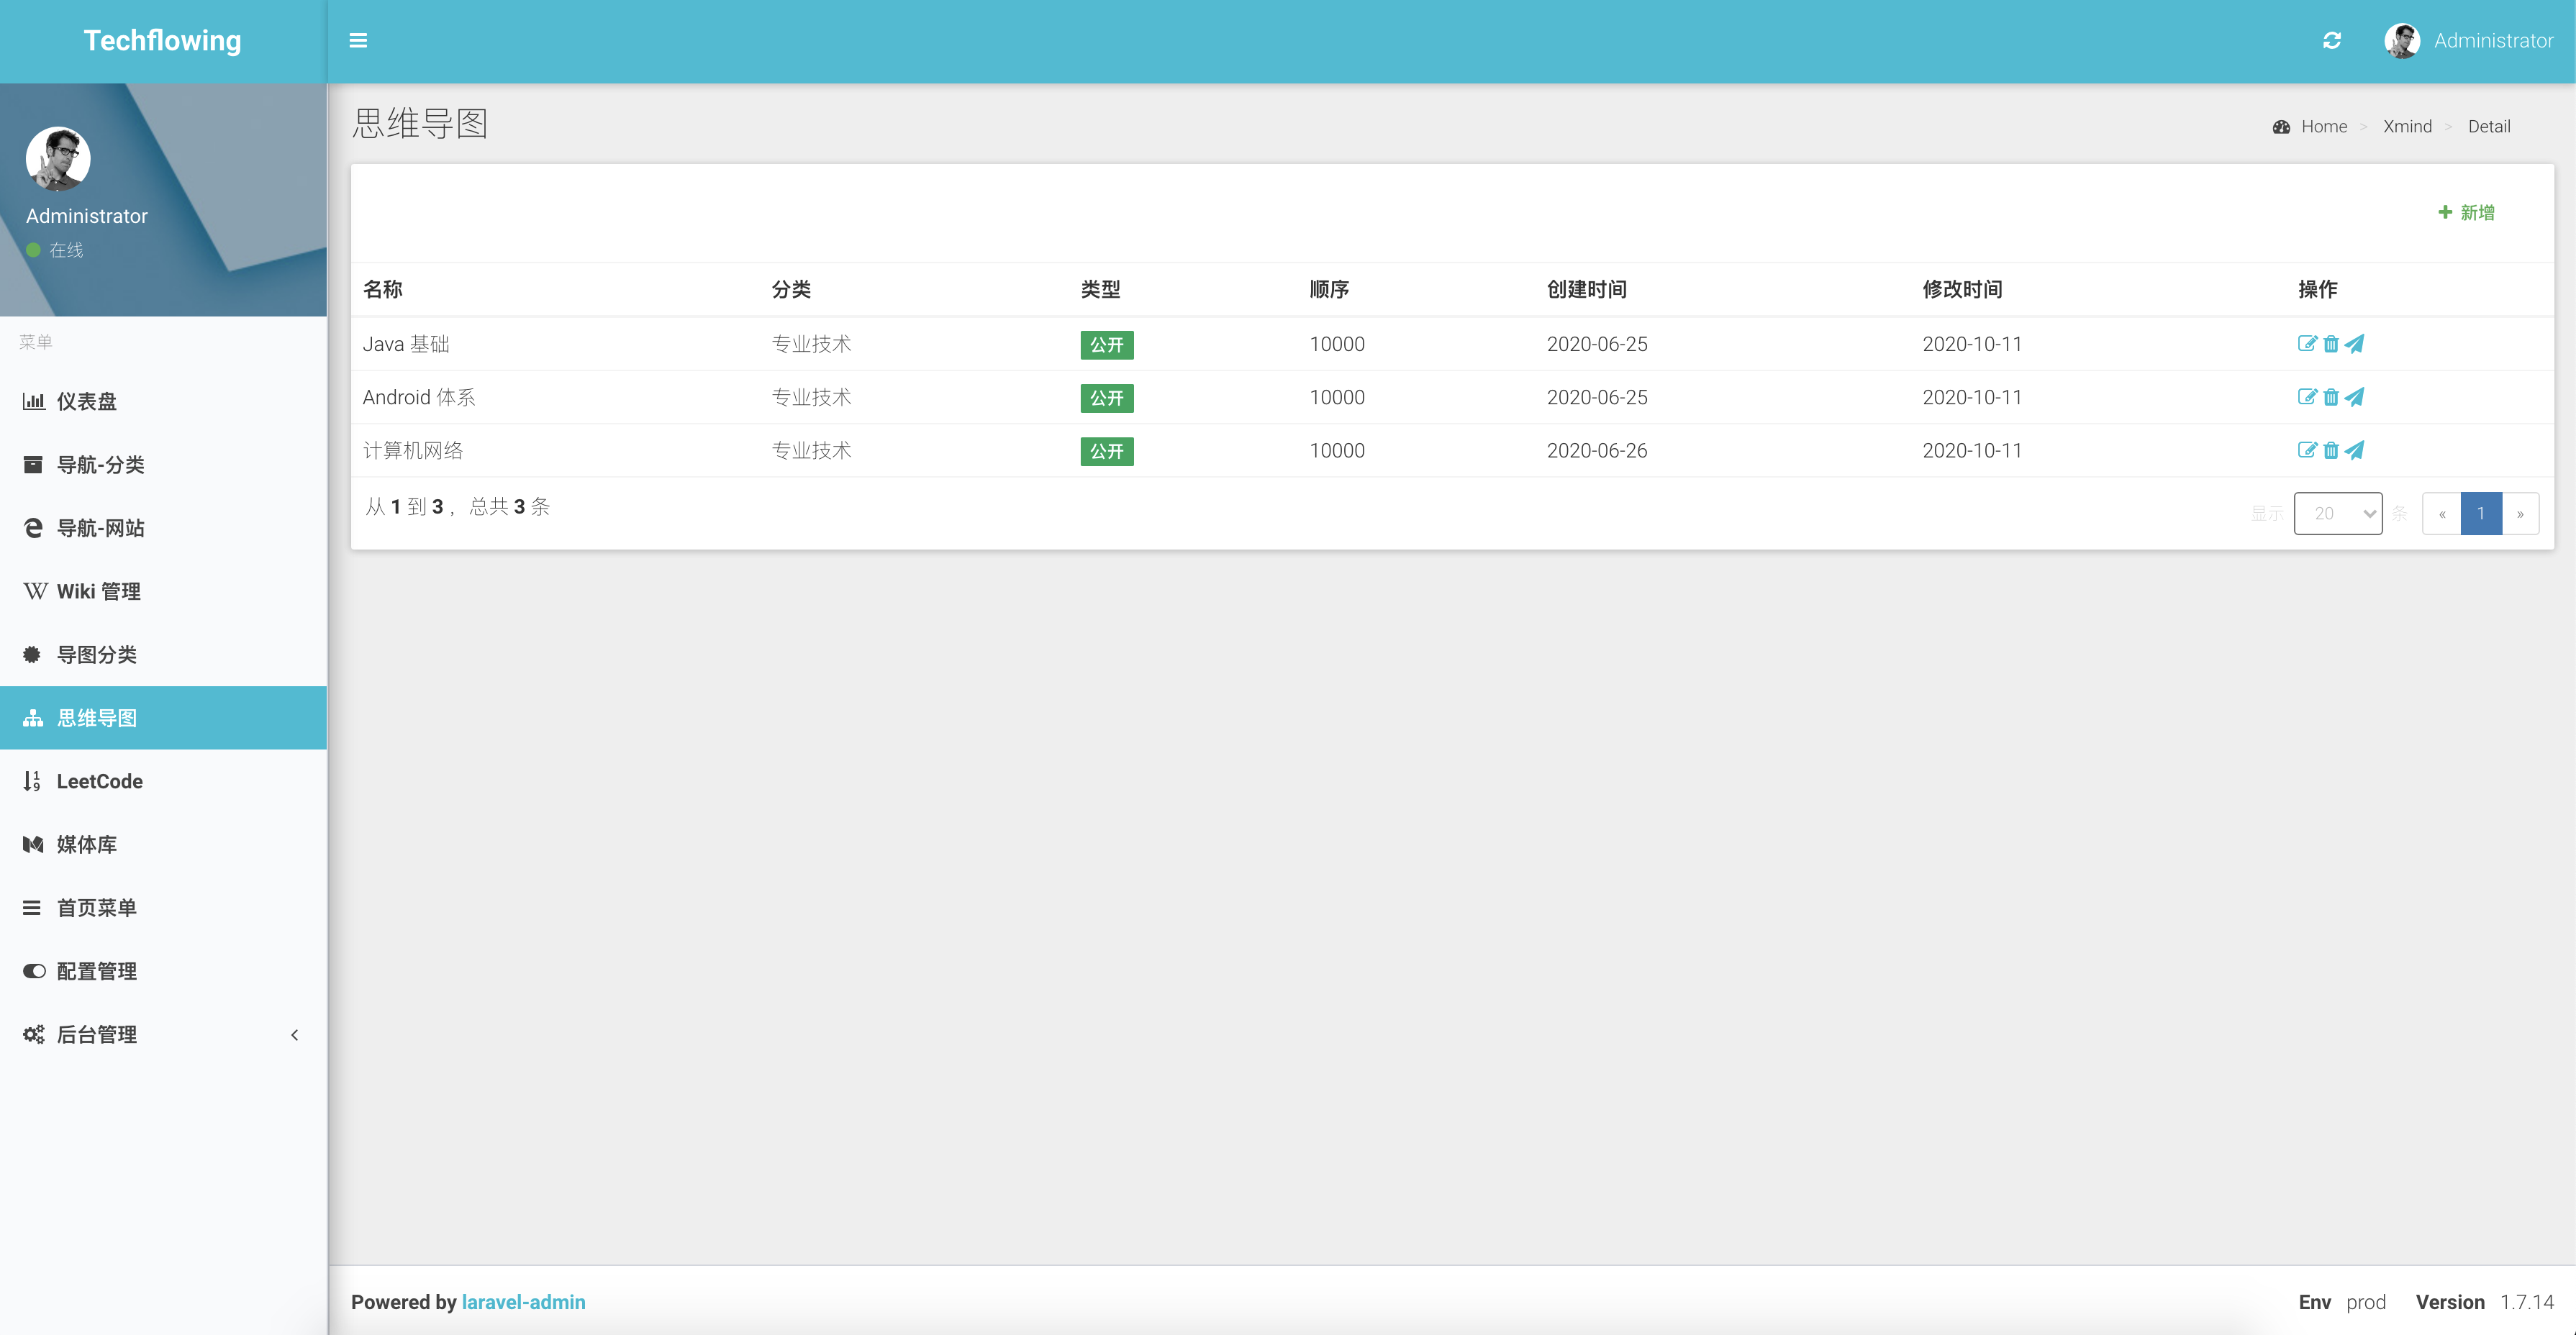 Techflowing
Administrator
Administrator
在线
菜单
仪表盘
导航-分类
导航-网站
Wiki 管理
导图分类
思维导图
LeetCode
媒体库
首页菜单
配置管理
后台管理
思维导图
Home > Xmind > Detail
新增
名称 分类 类型 顺序 创建时间 修改时间 操作
Java 基础 专业技术 公开 10000 2020-06-25 2020-10-11
Android 体系 专业技术 公开 10000 2020-06-25 2020-10-11
计算机网络 专业技术 公开 10000 2020-06-26 2020-10-11
从 1 到 3 ，总共 3 条
显示 20 条 « 1 »
Powered by laravel-admin
Env prod Version 1.7.14